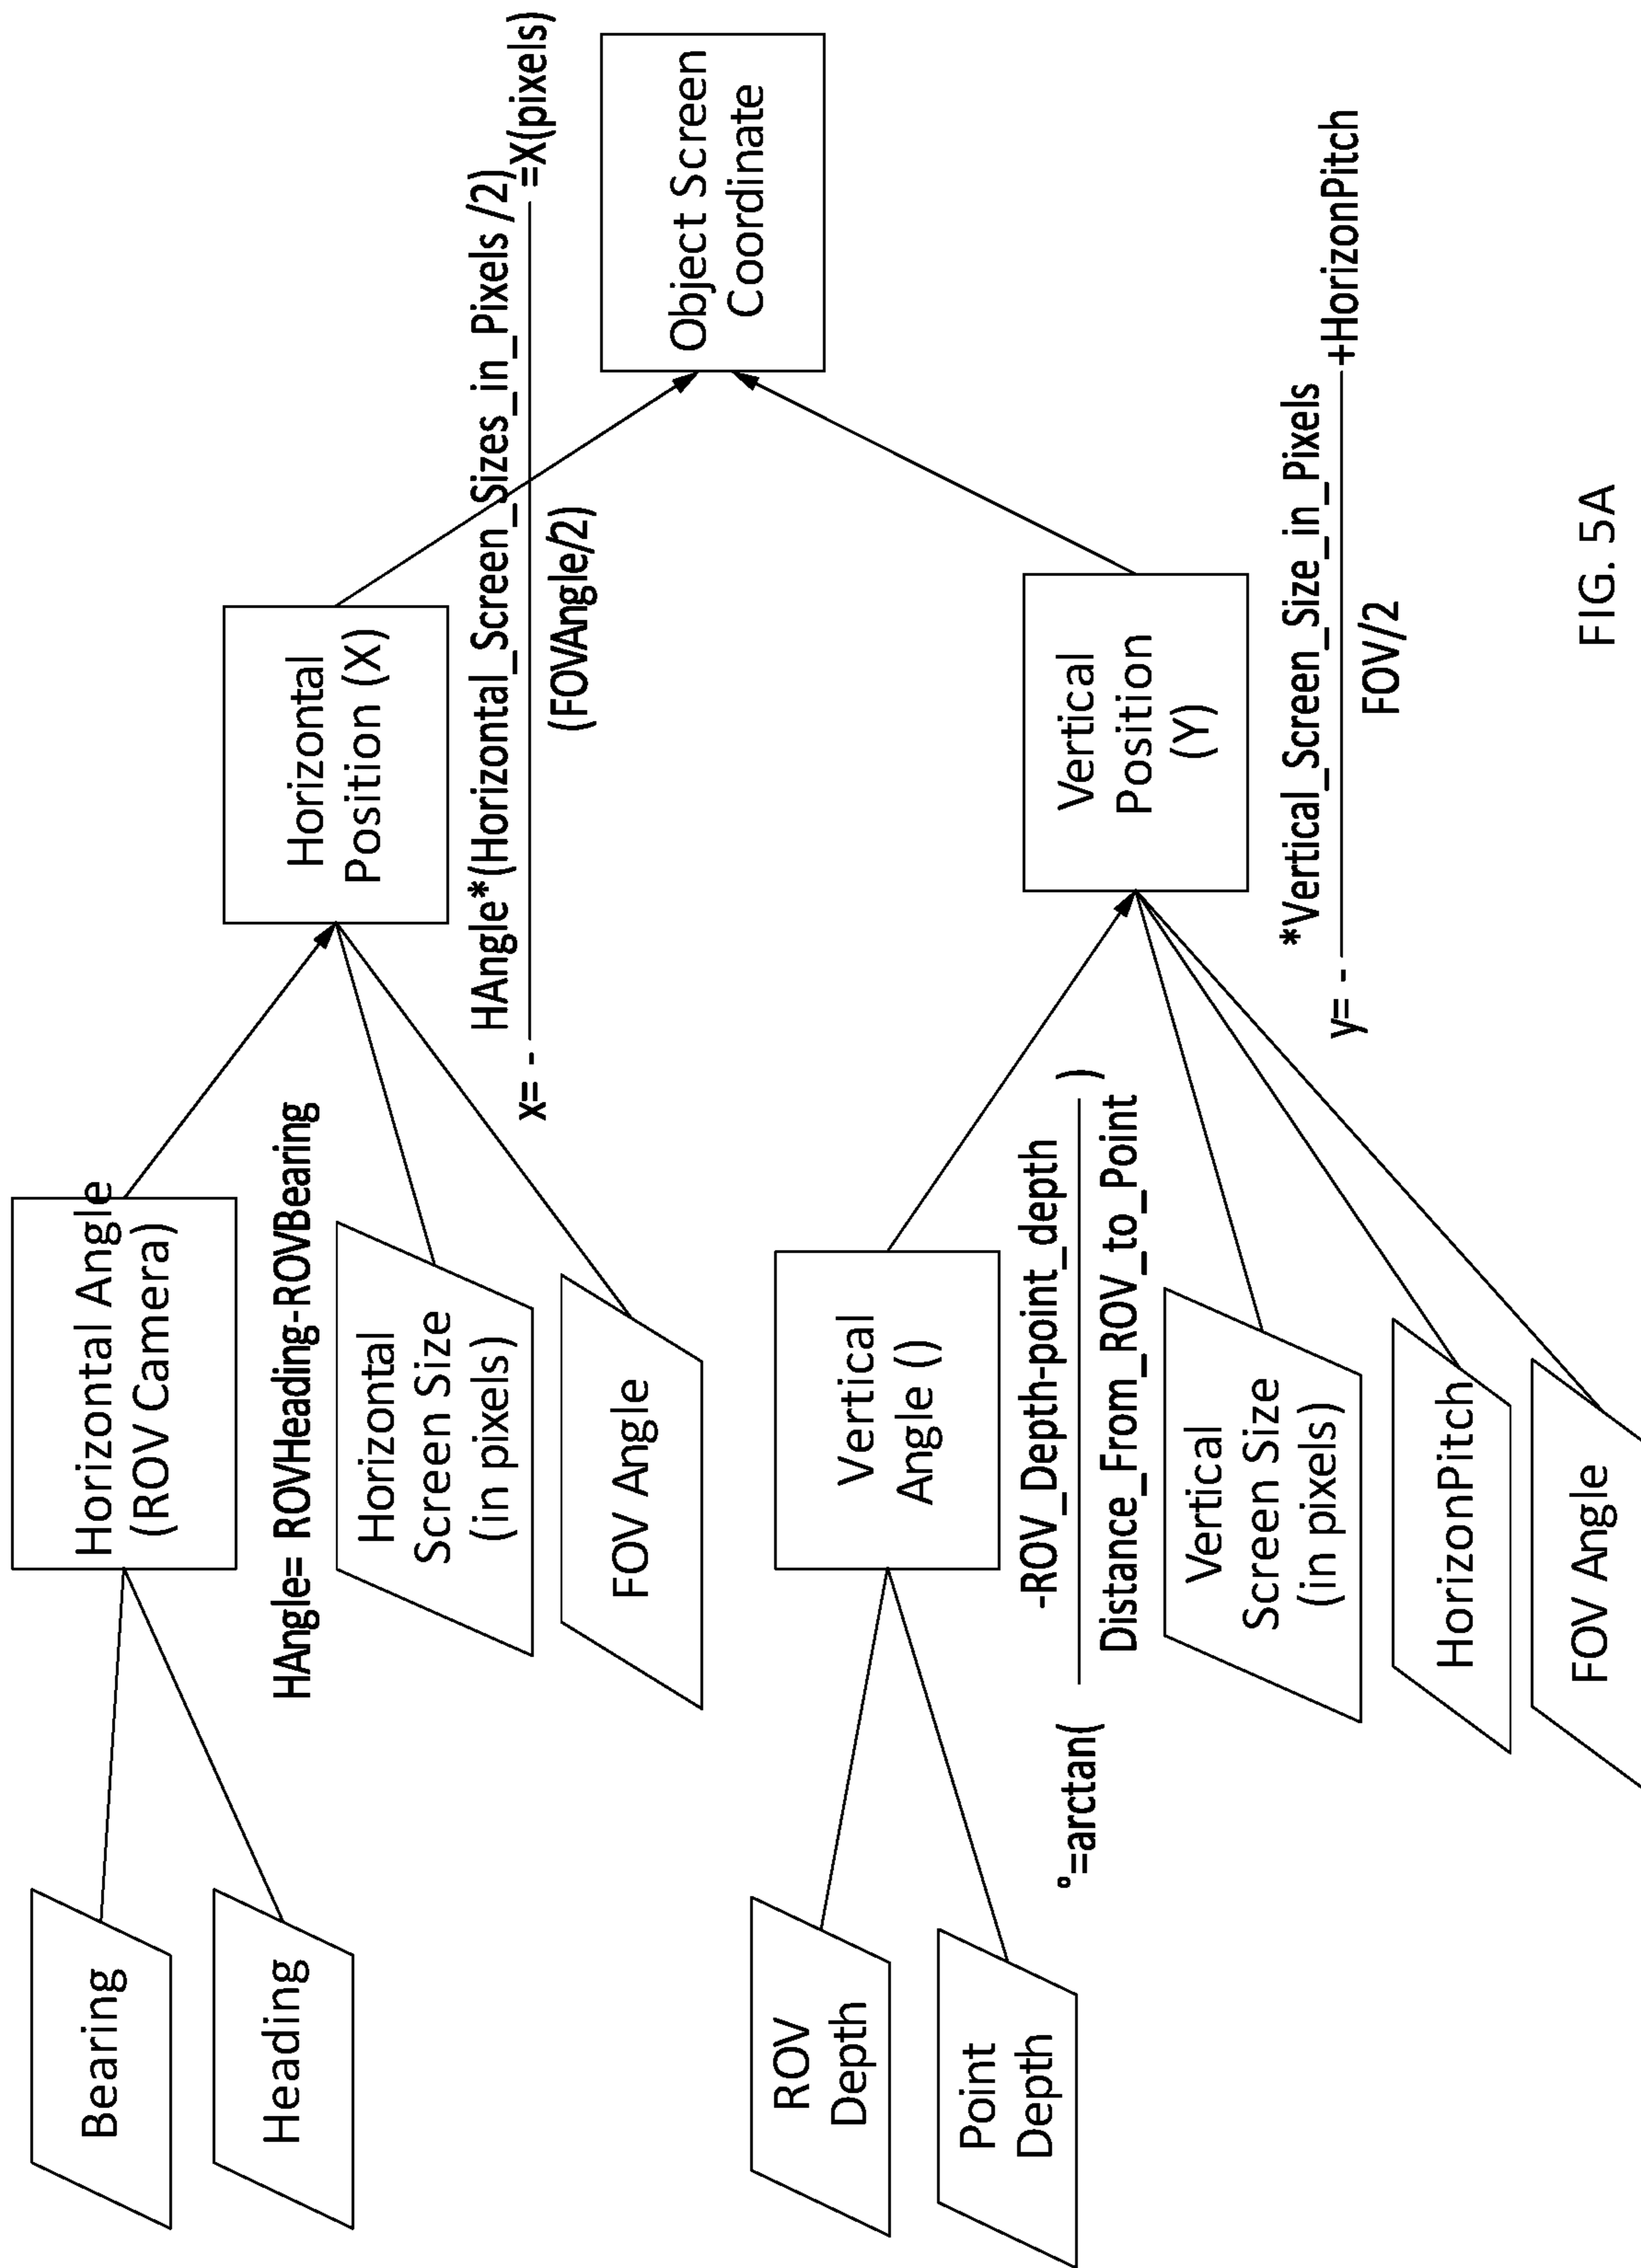 Bearing
Heading
Horizontal Angle
(ROV Camera)
HAngle= ROVHeading-ROVBearing
Horizontal
Screen Size
(in pixels)
FOV Angle
Horizontal
Position (X)
x= -
HAngle*(Horizontal_Screen_Sizes_in_Pixels /2)
(FOVAngle/2)
=X(pixels)
Object Screen
Coordinate
ROV
Depth
Point
Depth
Vertical
Angle ()
°=arctan(
-ROV_Depth-point_depth
Distance_From_ROV_to_Point
)
Vertical
Screen Size
(in pixels)
HorizonPitch
FOV Angle
Vertical
Position
(Y)
y= -
*Vertical_Screen_Size_in_Pixels
FOV/2
+HorizonPitch
FIG. 5A